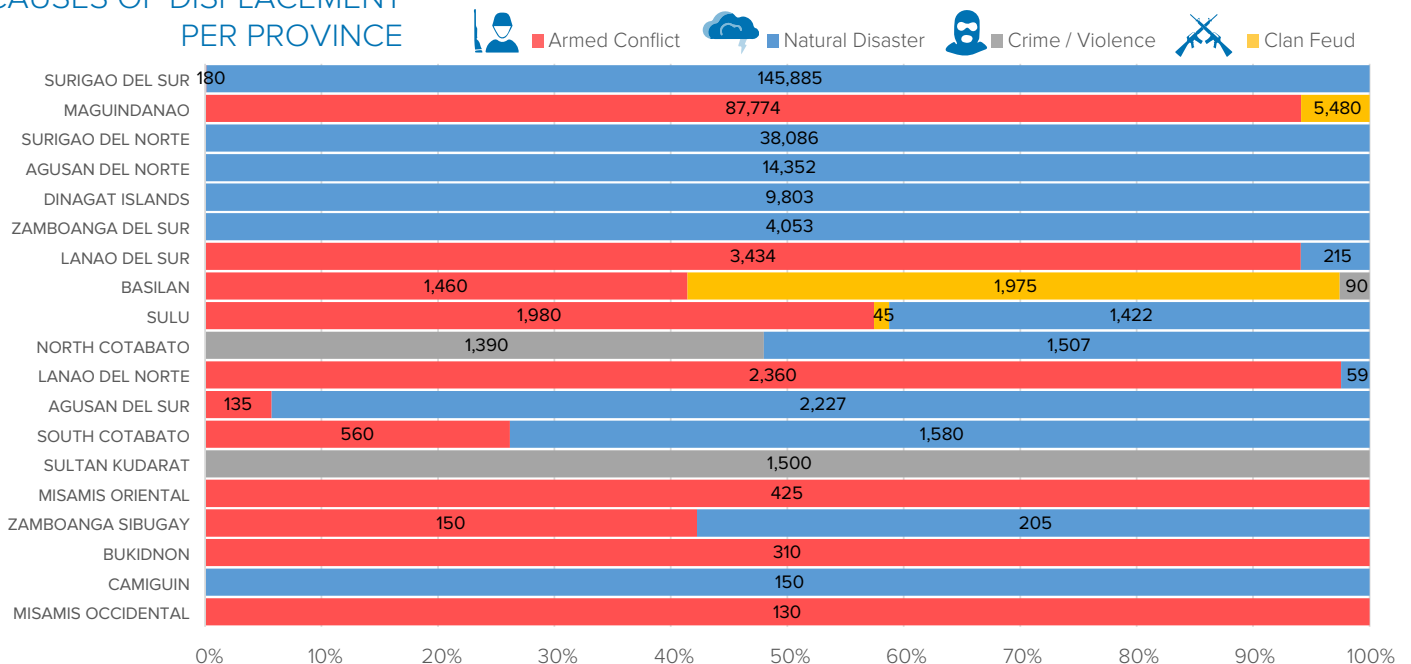 CAUSES OF DISPLACEMENT
PER PROVINCE
Armed Conflict Natural Disaster Crime / Violence Clan Feud
SURIGAO DEL SUR 180 145,885
MAGUINDANAO 87,774 5,480
SURIGAO DEL NORTE 38,086
AGUSAN DEL NORTE 14,352
DINAGAT ISLANDS 9,803
ZAMBOANGA DEL SUR 4,053
LANAO DEL SUR 3,434 215
BASILAN 1,460 1,975 90
SULU 1,980 45 1,422
NORTH COTABATO 1,390 1,507
LANAO DEL NORTE 2,360 59
AGUSAN DEL SUR 135 2,227
SOUTH COTABATO 560 1,580
SULTAN KUDARAT 1,500
MISAMIS ORIENTAL 425
ZAMBOANGA SIBUGAY 150 205
BUKIDNON 310
CAMIGUIN 150
MISAMIS OCCIDENTAL 130
0% 10% 20% 30% 40% 50% 60% 70% 80% 90% 100%